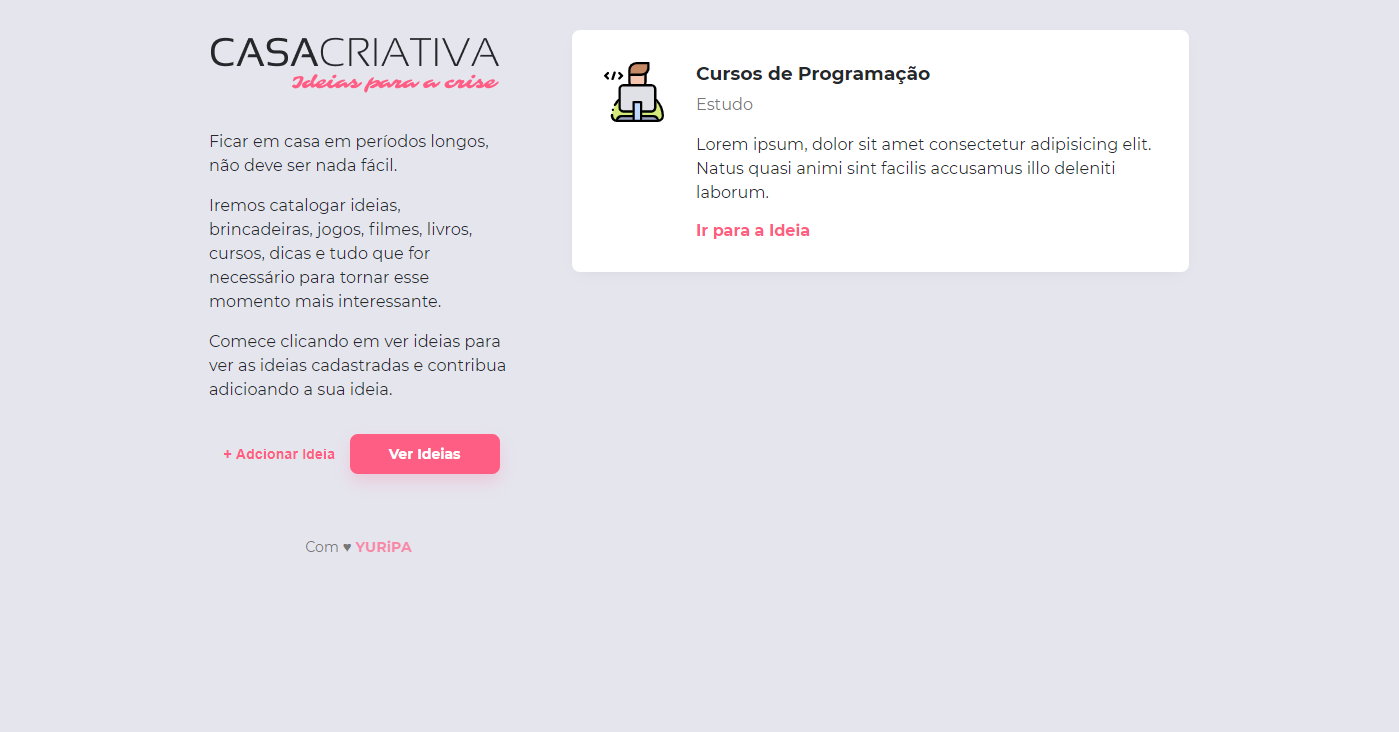 CASACRIATIVA
Ideias para a crise
Ficar em casa em períodos longos,
não deve ser nada fácil.
Iremos catalogar ideias,
brincadeiras, jogos, filmes, livros,
cursos, dicas e tudo que for
necessário para tornar esse
momento mais interessante.
Comece clicando em ver ideias para
ver as ideias cadastradas e contribua
adicioando a sua ideia.
+ Adcionar Ideia
Ver Ideias
Com ♥ YURiPA
</>
Cursos de Programação
Estudo
Lorem ipsum, dolor sit amet consectetur adipisicing elit.
Natus quasi animi sint facilis accusamus illo deleniti
laborum.
Ir para a Ideia